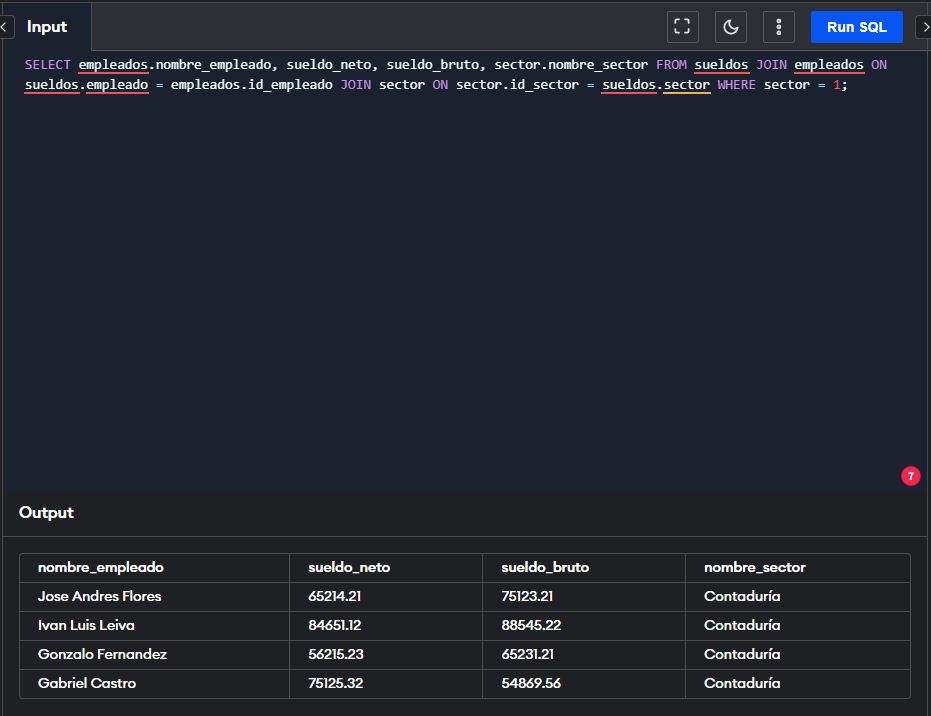 Input
Run SQL
SELECT empleados.nombre_empleado, sueldo_neto, sueldo_bruto, sector.nombre_sector FROM sueldos JOIN empleados ON
sueldos.empleado = empleados.id_empleado JOIN sector ON sector.id_sector = sueldos.sector WHERE sector = 1;
7
Output
nombre_empleado sueldo_neto sueldo_bruto nombre_sector
Jose Andres Flores 65214.21 75123.21 Contaduría
Ivan Luis Leiva 84651.12 88545.22 Contaduría
Gonzalo Fernandez 56215.23 65231.21 Contaduría
Gabriel Castro 75125.32 54869.56 Contaduría